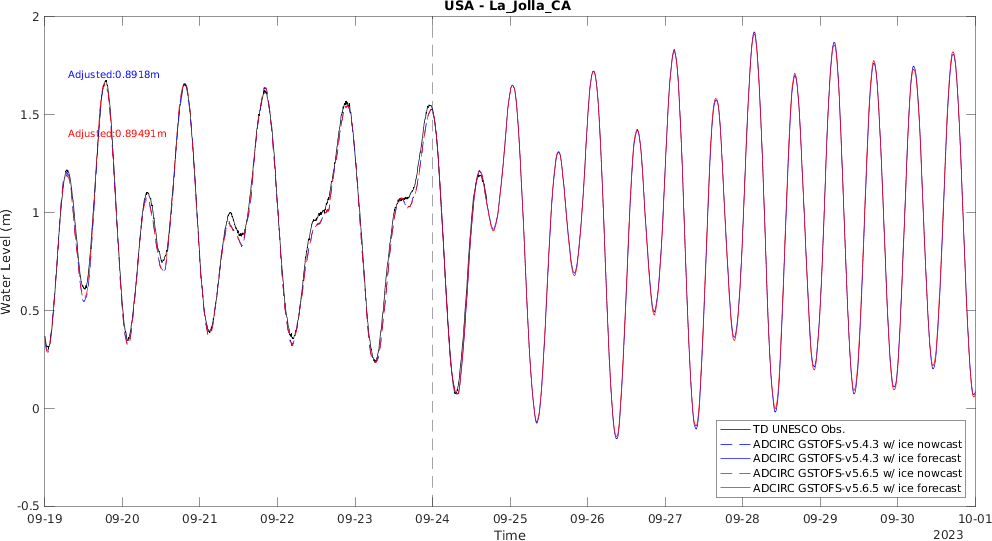 USA - La_Jolla_CA
2
Adjusted:0.8918m
1.5
Adjusted:0.89491m
1
Water Level (m)
0.5
0
TD UNESCO Obs.
ADCIRC GSTOFS-v5.4.3 w/ ice nowcast
ADCIRC GSTOFS-v5.4.3 w/ ice forecast
ADCIRC GSTOFS-v5.6.5 w/ ice nowcast
ADCIRC GSTOFS-v5.6.5 w/ ice forecast
-0.5
09-19 09-20 09-21 09-22 09-23 09-24 09-25 09-26 09-27 09-28 09-29 09-30 10-01
Time
2023